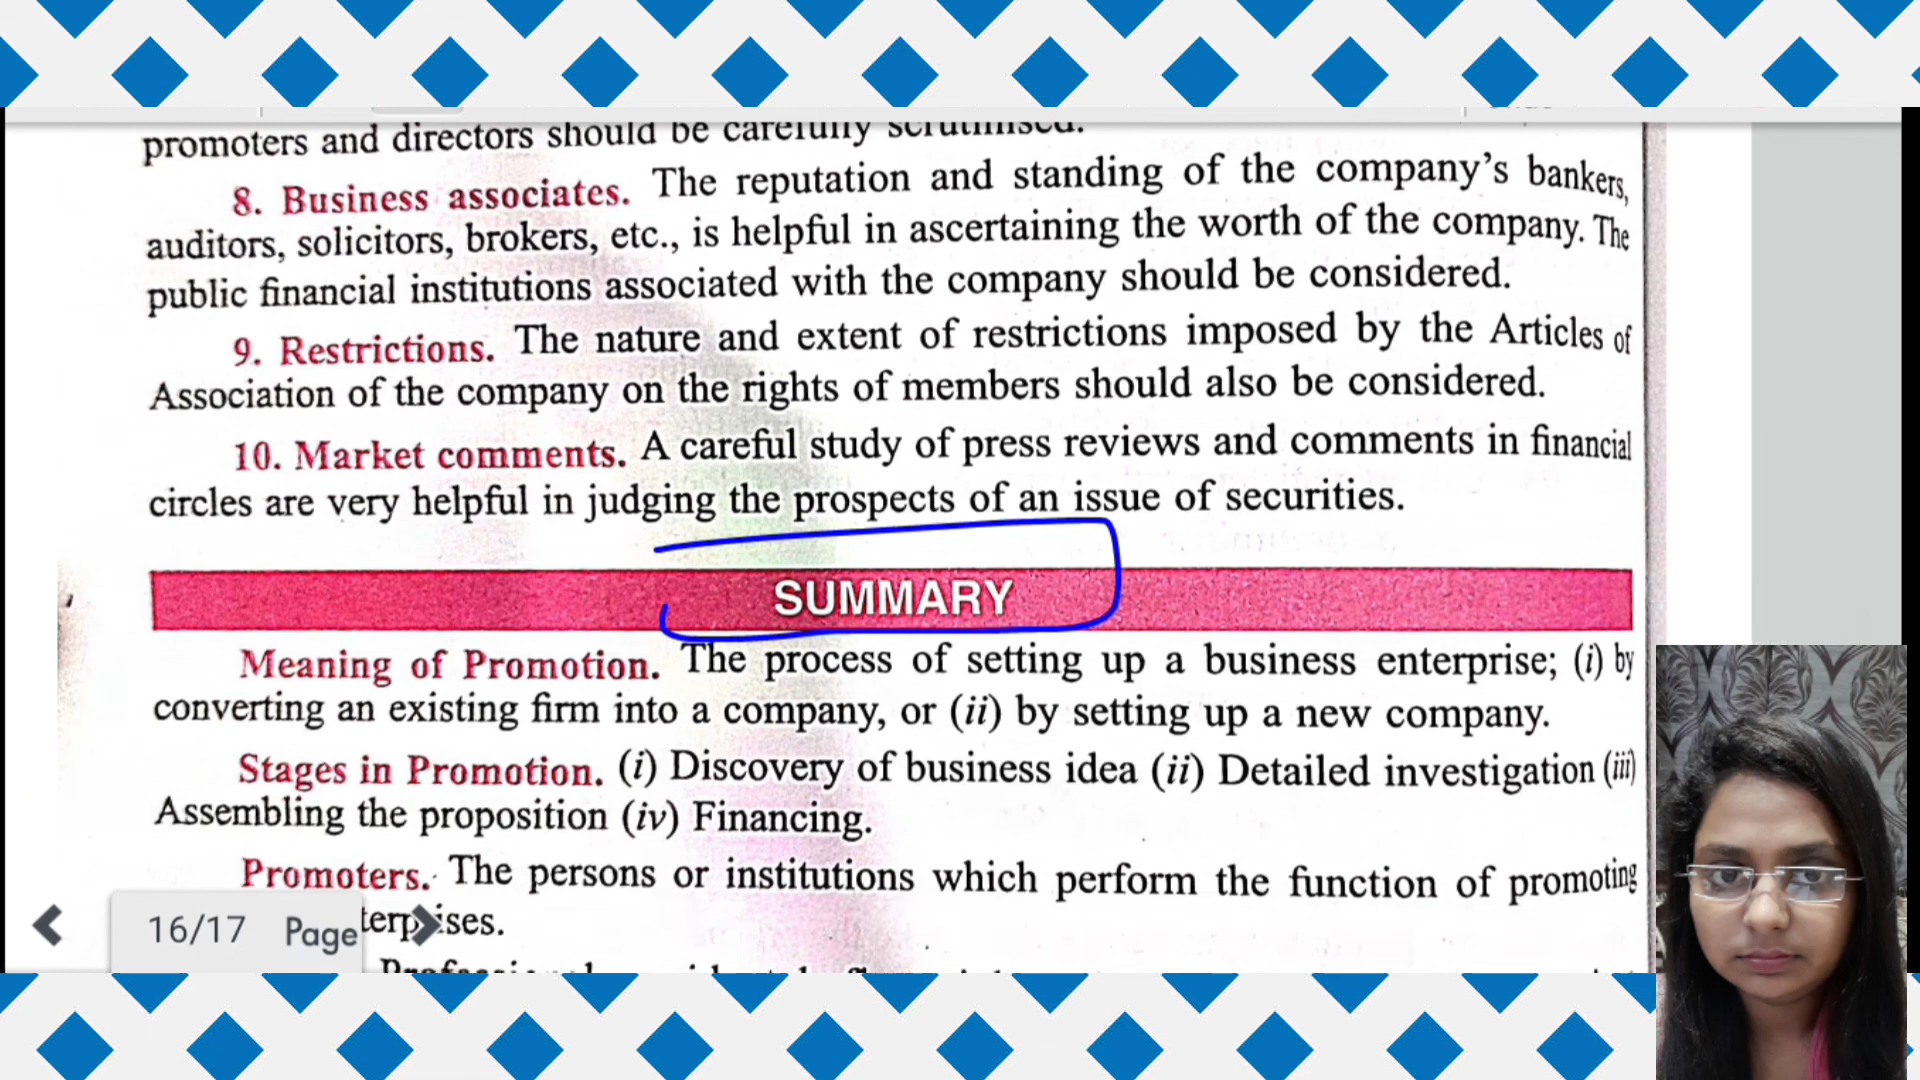 promoters and directors should be carefully scrutinised.
8. Business associates. The reputation and standing of the company's bankers,
auditors, solicitors, brokers, etc., is helpful in ascertaining the worth of the company. The
public financial institutions associated with the company should be considered.
9. Restrictions. The nature and extent of restrictions imposed by the Articles of
Association of the company on the rights of members should also be considered.
10. Market comments. A careful study of press reviews and comments in financial
circles are very helpful in judging the prospects of an issue of securities.
SUMMARY
Meaning of Promotion. The process of setting up a business enterprise; (i) by
converting an existing firm into a company, or (ii) by setting up a new company.
Stages in Promotion. (i) Discovery of business idea (ii) Detailed investigation (iii)
Assembling the proposition (iv) Financing.
Promoters. The persons or institutions which perform the function of promoting
terprises.
16/17 Page